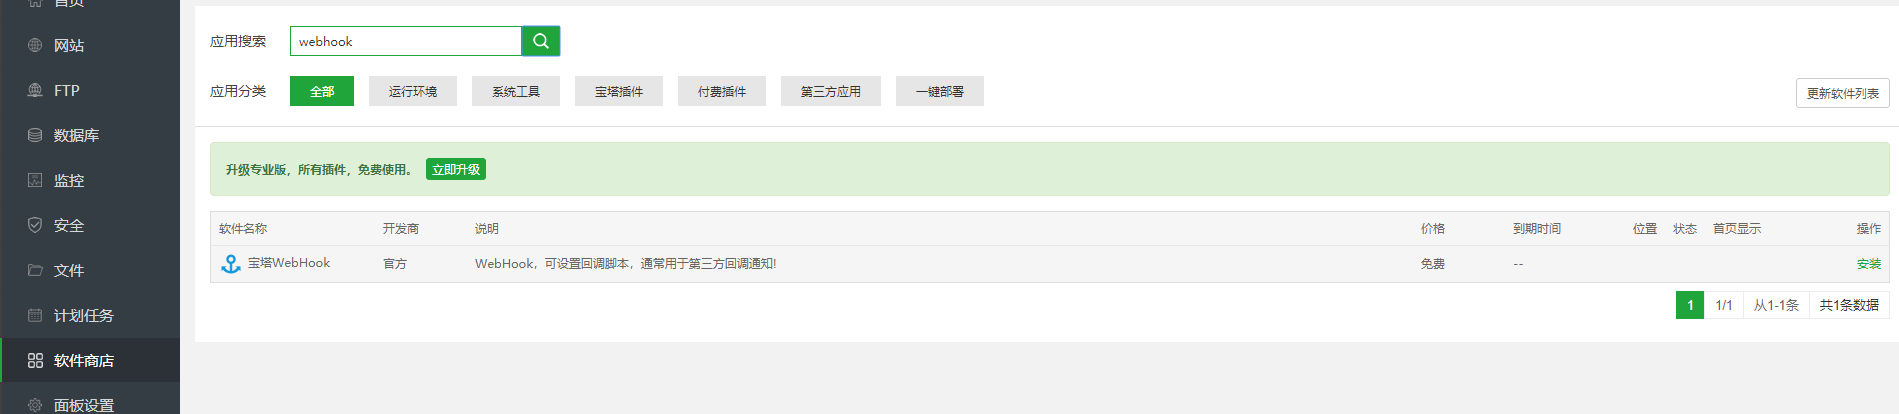 首页
网站
FTP
数据库
监控
安全
文件
计划任务
软件商店
面板设置
应用搜索 webhook
应用分类 全部 运行环境 系统工具 宝塔插件 付费插件 第三方应用 一键部署 更新软件列表
升级专业版，所有插件，免费使用。 立即升级
软件名称 开发商 说明 价格 到期时间 位置 状态 首页显示 操作
宝塔WebHook 官方 WebHook，可设置回调脚本，通常用于第三方回调通知! 免费 -- 安装
1 1/1 从1-1条 共1条数据